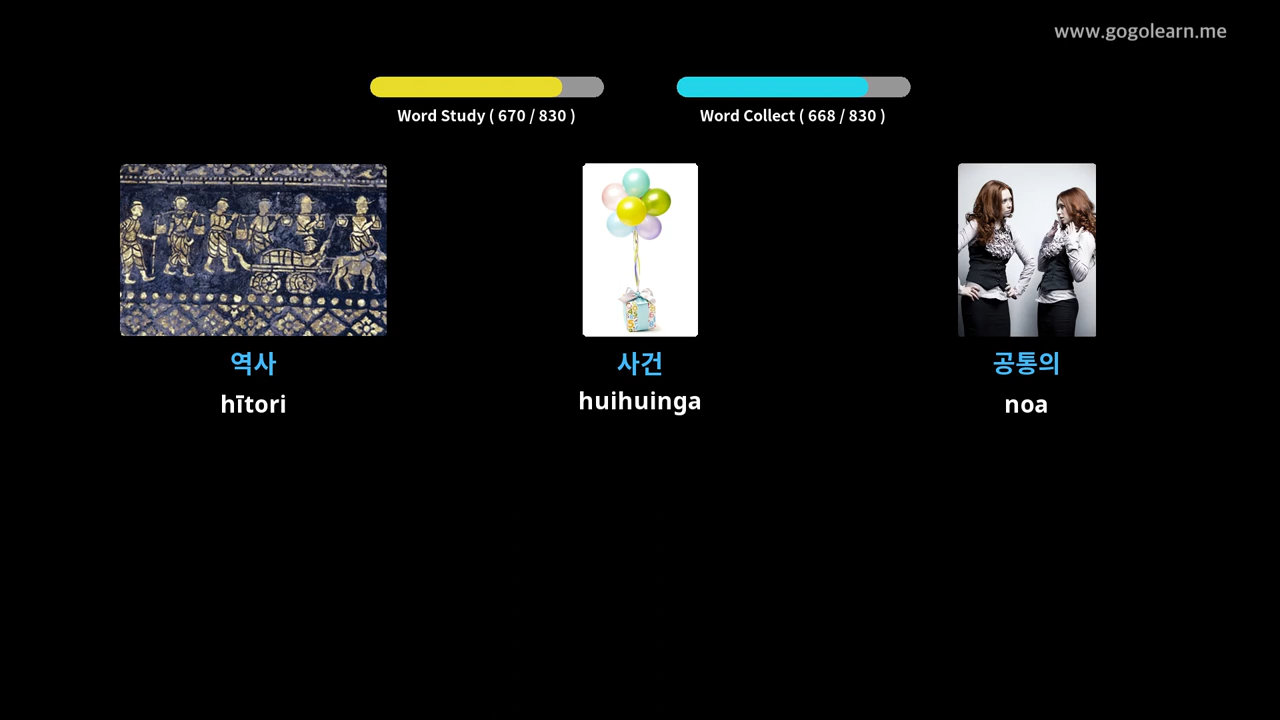 www.gogolearn.me
Word Study ( 670 / 830 )
Word Collect ( 668 / 830 )
역사
사건
공통의
hītori
huihuinga
noa